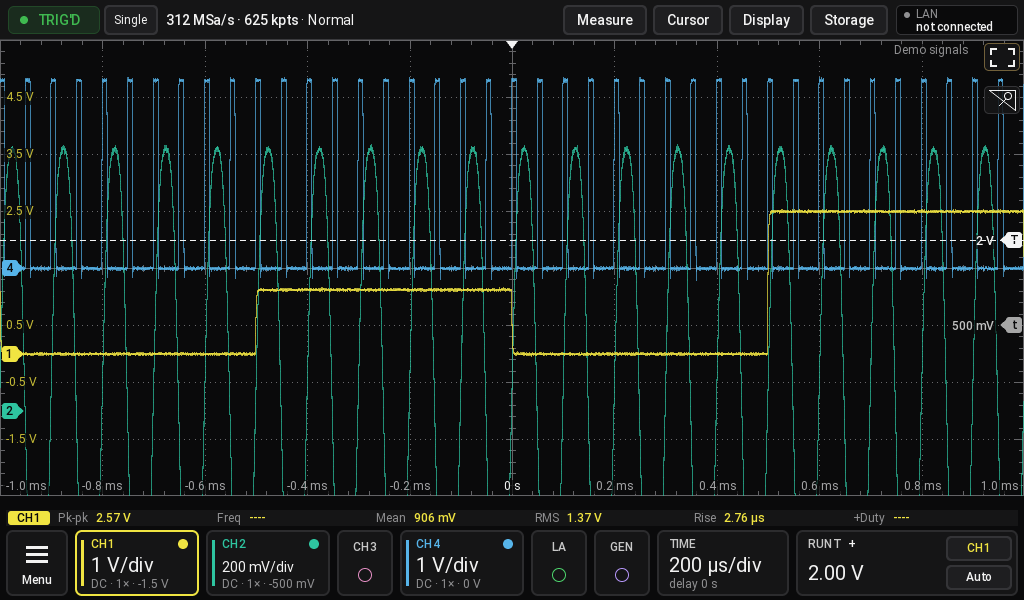 TRIG'D
Single
312 MSa/s · 625 kpts · Normal
Measure
Cursor
Display
Storage
LAN
not connected
Demo signals
4.5 V
3.5 V
2.5 V
2 V
T
4
0.5 V
500 mV
t
1
-0.5 V
2
-1.5 V
-1.0 ms
-0.8 ms
-0.6 ms
-0.4 ms
-0.2 ms
0 s
0.2 ms
0.4 ms
0.6 ms
0.8 ms
1.0 ms
CH1 Pk-pk 2.57 V Freq ---- Mean 906 mV RMS 1.37 V Rise 2.76 µs +Duty ----
Menu
CH1
1 V/div
DC · 1× · -1.5 V
CH2
200 mV/div
DC · 1× · -500 mV
CH3
CH4
1 V/div
DC · 1× · 0 V
LA
GEN
TIME
200 µs/div
delay 0 s
RUNT +
2.00 V
CH1
Auto